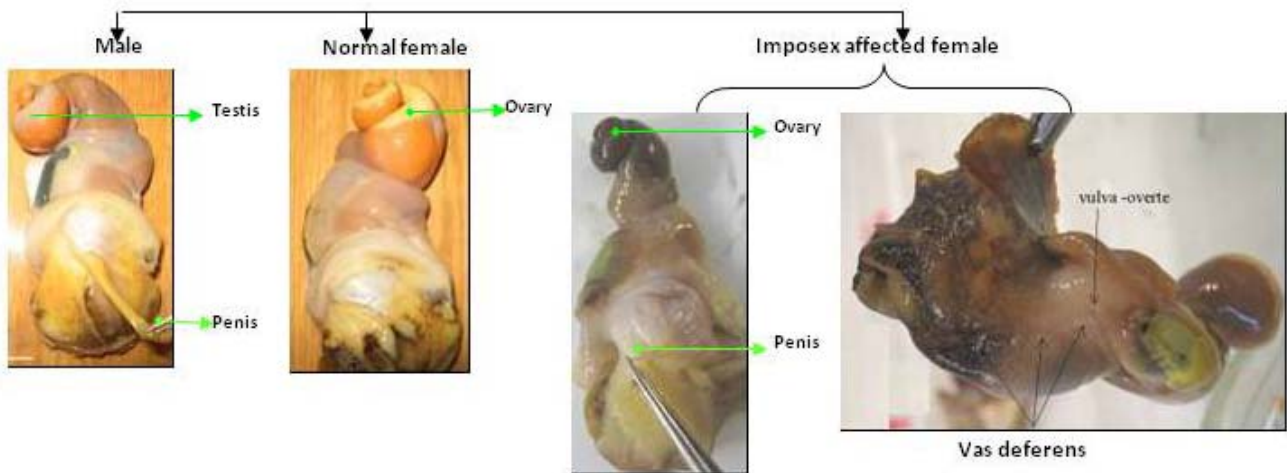 Male
Normal female
Imposex affected female
Testis
Ovary
Ovary
vulva -overte
Penis
Penis
Vas deferens